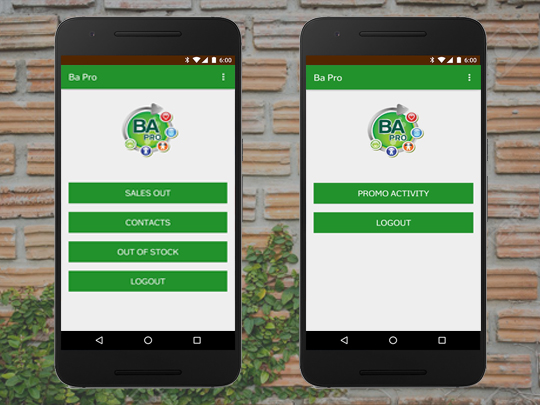 6:00
Ba Pro
BA
PRO
SALES OUT
CONTACTS
OUT OF STOCK
LOGOUT
6:00
Ba Pro
BA
PRO
PROMO ACTIVITY
LOGOUT